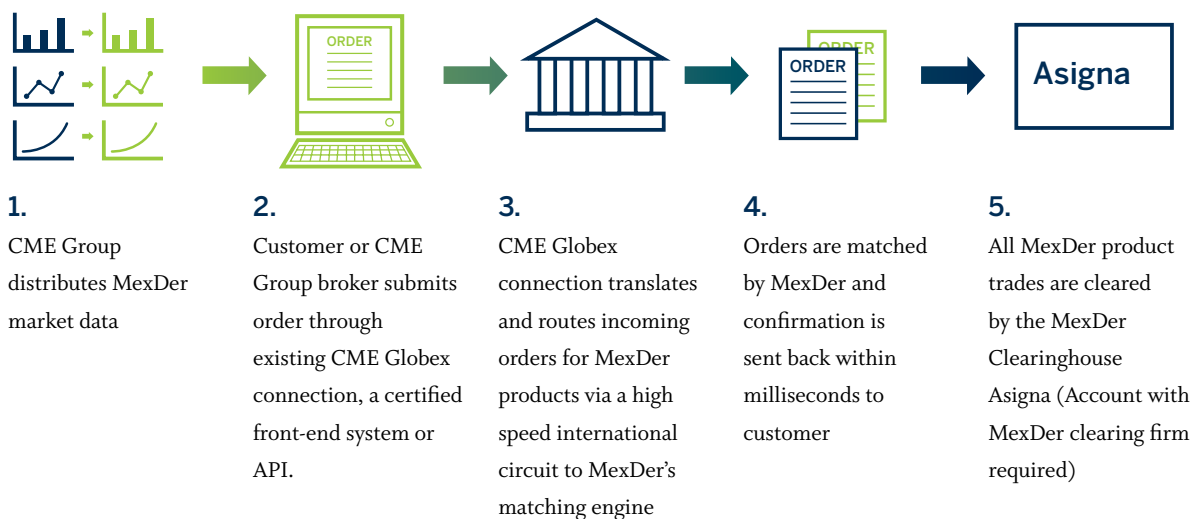 ORDER
ORDER
ORDER
Asigna
1.
CME Group
distributes MexDer
market data
2.
Customer or CME
Group broker submits
order through
existing CME Globex
connection, a certified
front-end system or
API.
3.
CME Globex
connection translates
and routes incoming
orders for MexDer
products via a high
speed international
circuit to MexDer’s
matching engine
4.
Orders are matched
by MexDer and
confirmation is
sent back within
milliseconds to
customer
5.
All MexDer product
trades are cleared
by the MexDer
Clearinghouse
Asigna (Account with
MexDer clearing firm
required)